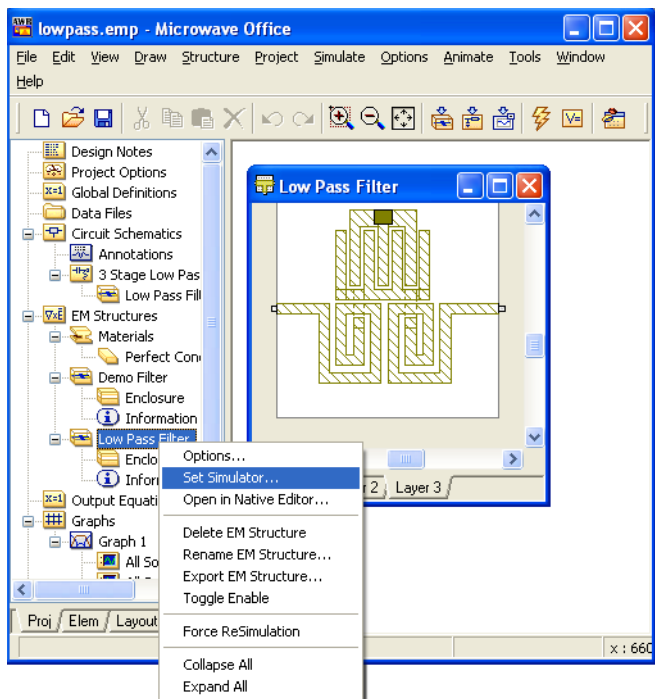 lowpass.emp - Microwave Office
File Edit View Draw Structure Project Simulate Options Animate Tools Window
Help
Design Notes
Project Options
Global Definitions
Data Files
Circuit Schematics
Annotations
3 Stage Low Pas
Low Pass Fil
EM Structures
Materials
Perfect Con
Demo Filter
Enclosure
Information
Low Pass Filter
Enclo
Infor
Output Equati
Graphs
Graph 1
All So
Proj Elem Layout
Low Pass Filter
2 Layer 3
Options...
Set Simulator...
Open in Native Editor...
Delete EM Structure
Rename EM Structure...
Export EM Structure...
Toggle Enable
Force ReSimulation
Collapse All
Expand All
x : 660